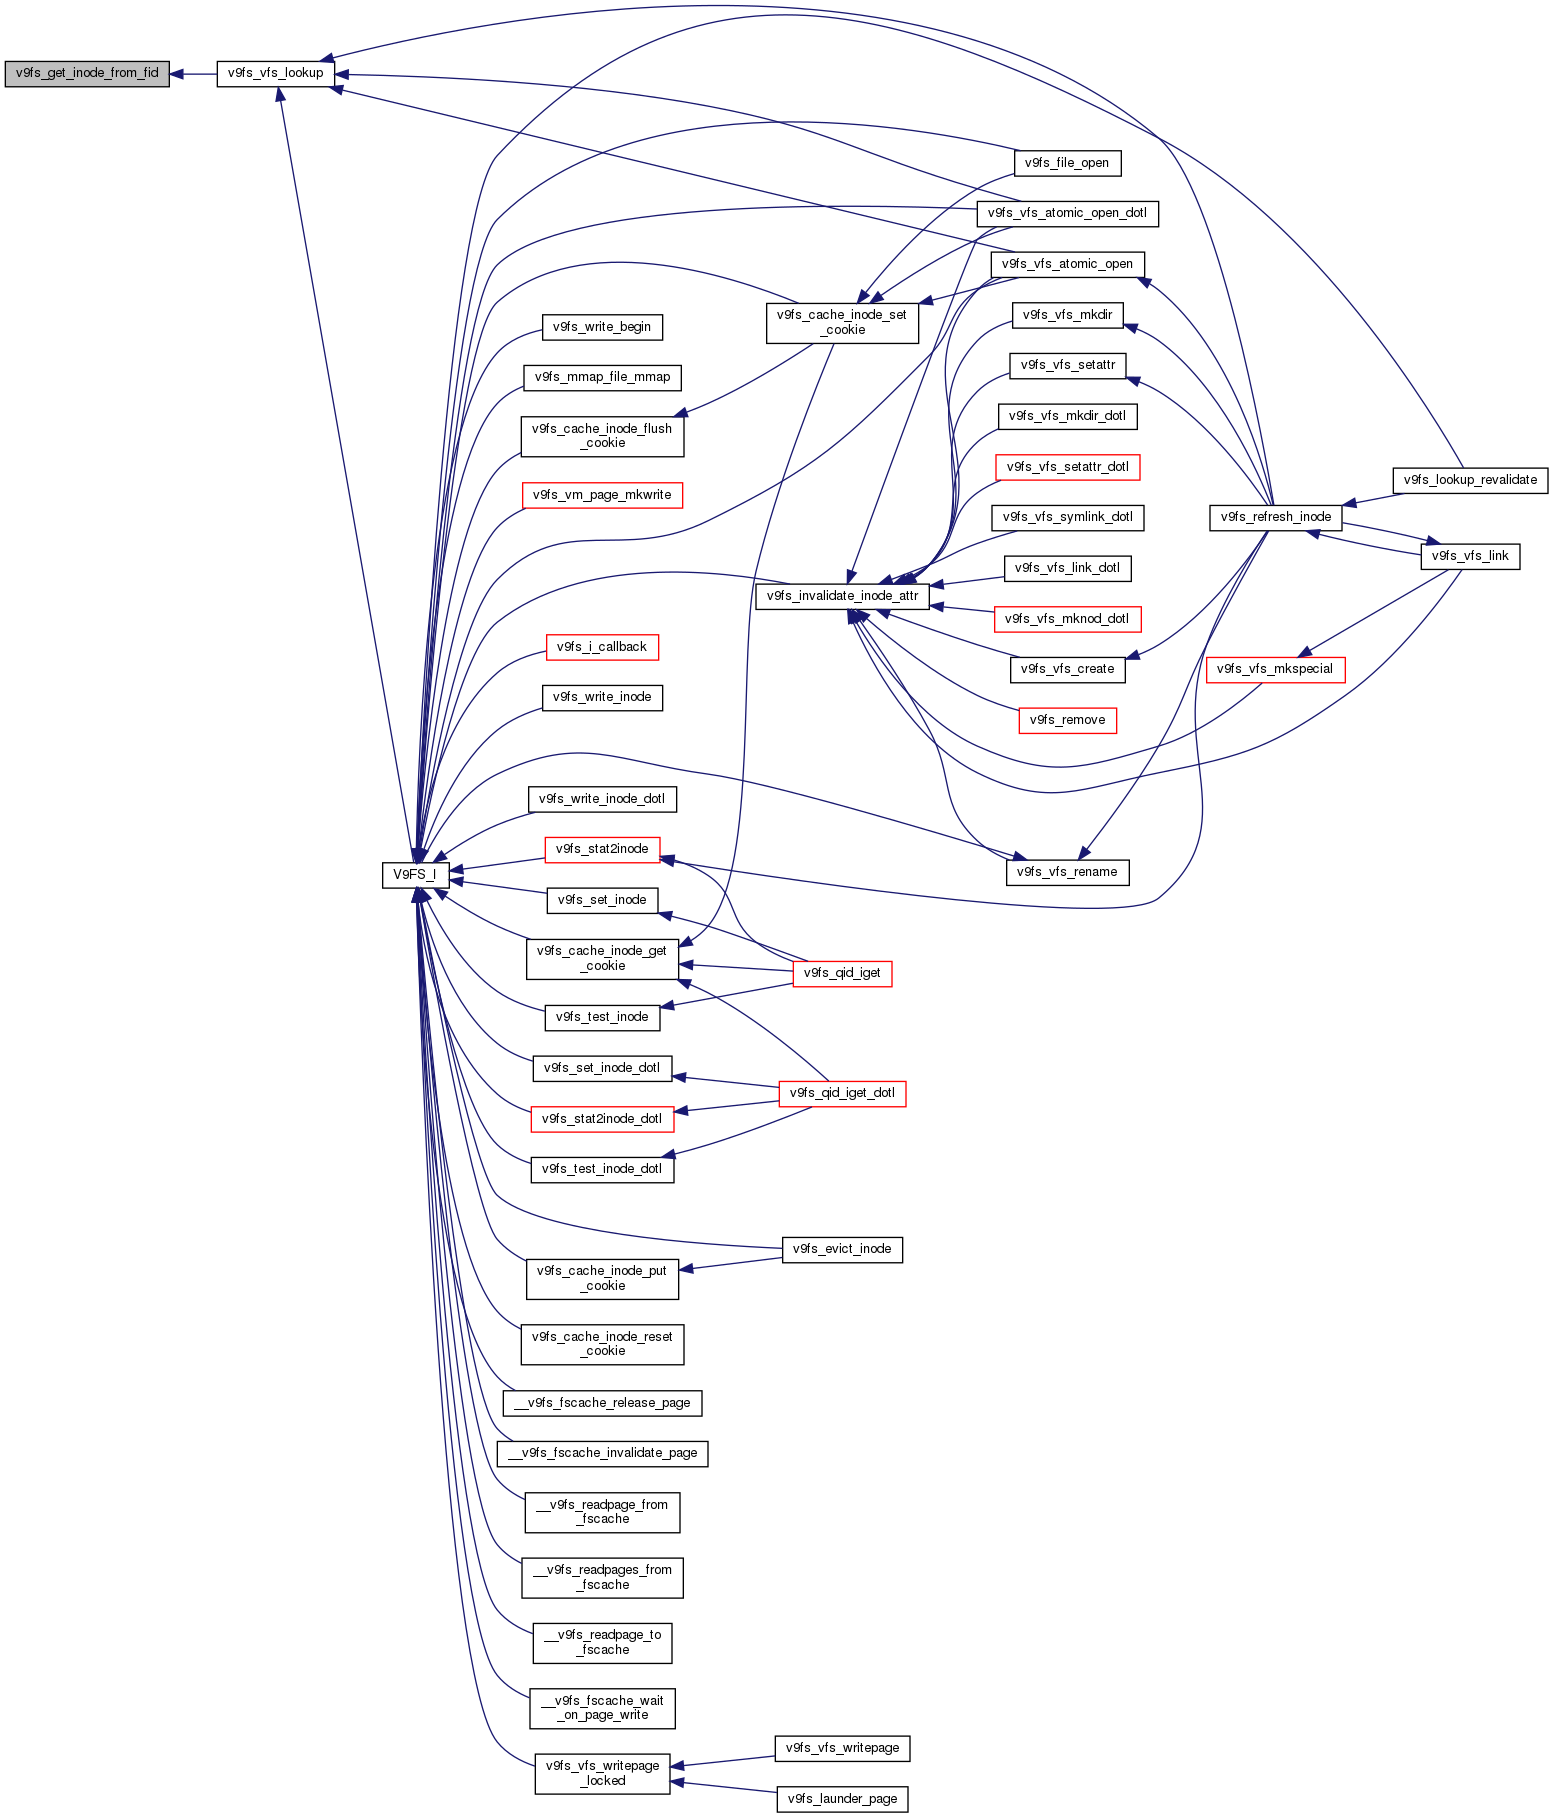 v9fs_get_inode_from_fid
v9fs_vfs_lookup
v9fs_file_open
v9fs_vfs_atomic_open_dotl
v9fs_vfs_atomic_open
v9fs_cache_inode_set
_cookie
v9fs_vfs_mkdir
v9fs_write_begin
v9fs_vfs_setattr
v9fs_mmap_file_mmap
v9fs_vfs_mkdir_dotl
v9fs_cache_inode_flush
_cookie
v9fs_vfs_setattr_dotl
v9fs_lookup_revalidate
v9fs_vm_page_mkwrite
v9fs_vfs_symlink_dotl
v9fs_refresh_inode
v9fs_vfs_link
v9fs_vfs_link_dotl
v9fs_invalidate_inode_attr
v9fs_vfs_mknod_dotl
v9fs_i_callback
v9fs_vfs_create
v9fs_vfs_mkspecial
v9fs_write_inode
v9fs_remove
v9fs_write_inode_dotl
v9fs_stat2inode
V9FS_I
v9fs_vfs_rename
v9fs_set_inode
v9fs_cache_inode_get
_cookie
v9fs_qid_iget
v9fs_test_inode
v9fs_set_inode_dotl
v9fs_qid_iget_dotl
v9fs_stat2inode_dotl
v9fs_test_inode_dotl
v9fs_evict_inode
v9fs_cache_inode_put
_cookie
v9fs_cache_inode_reset
_cookie
__v9fs_fscache_release_page
__v9fs_fscache_invalidate_page
__v9fs_readpage_from
_fscache
__v9fs_readpages_from
_fscache
__v9fs_readpage_to
_fscache
__v9fs_fscache_wait
_on_page_write
v9fs_vfs_writepage
v9fs_vfs_writepage
_locked
v9fs_launder_page